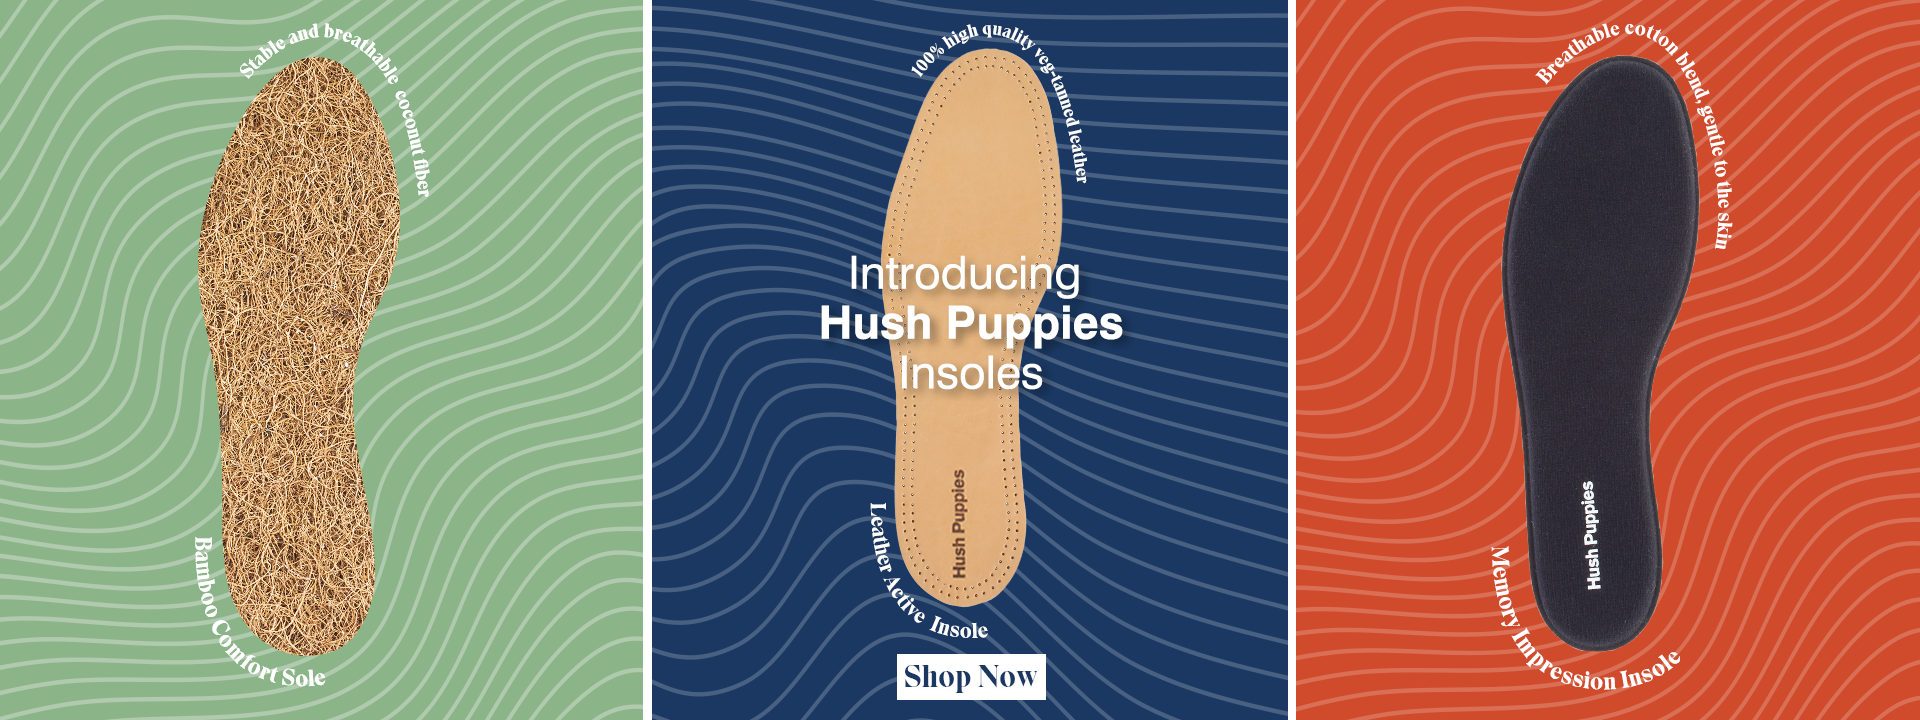 Stable and breathable coconut fiber
Bamboo Comfort Sole
100% high quality veg-tanned leather
Introducing
Hush Puppies
Insoles
Hush Puppies
Leather Active Insole
Shop Now
Breathable cotton blend, gentle to the skin
Hush Puppies
Memory Impression Insole